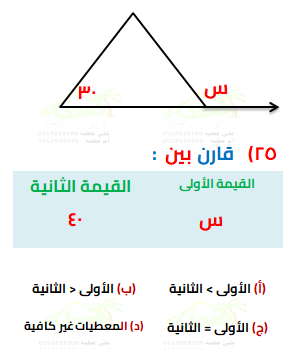 ٣٠ س
٢٥) قارن بين :
القيمة الأولى القيمة الثانية
س ٤٠
(أ) الأولى > الثانية (ب) الأولى < الثانية
(ج) الأولى = الثانية (د) المعطيات غير كافية